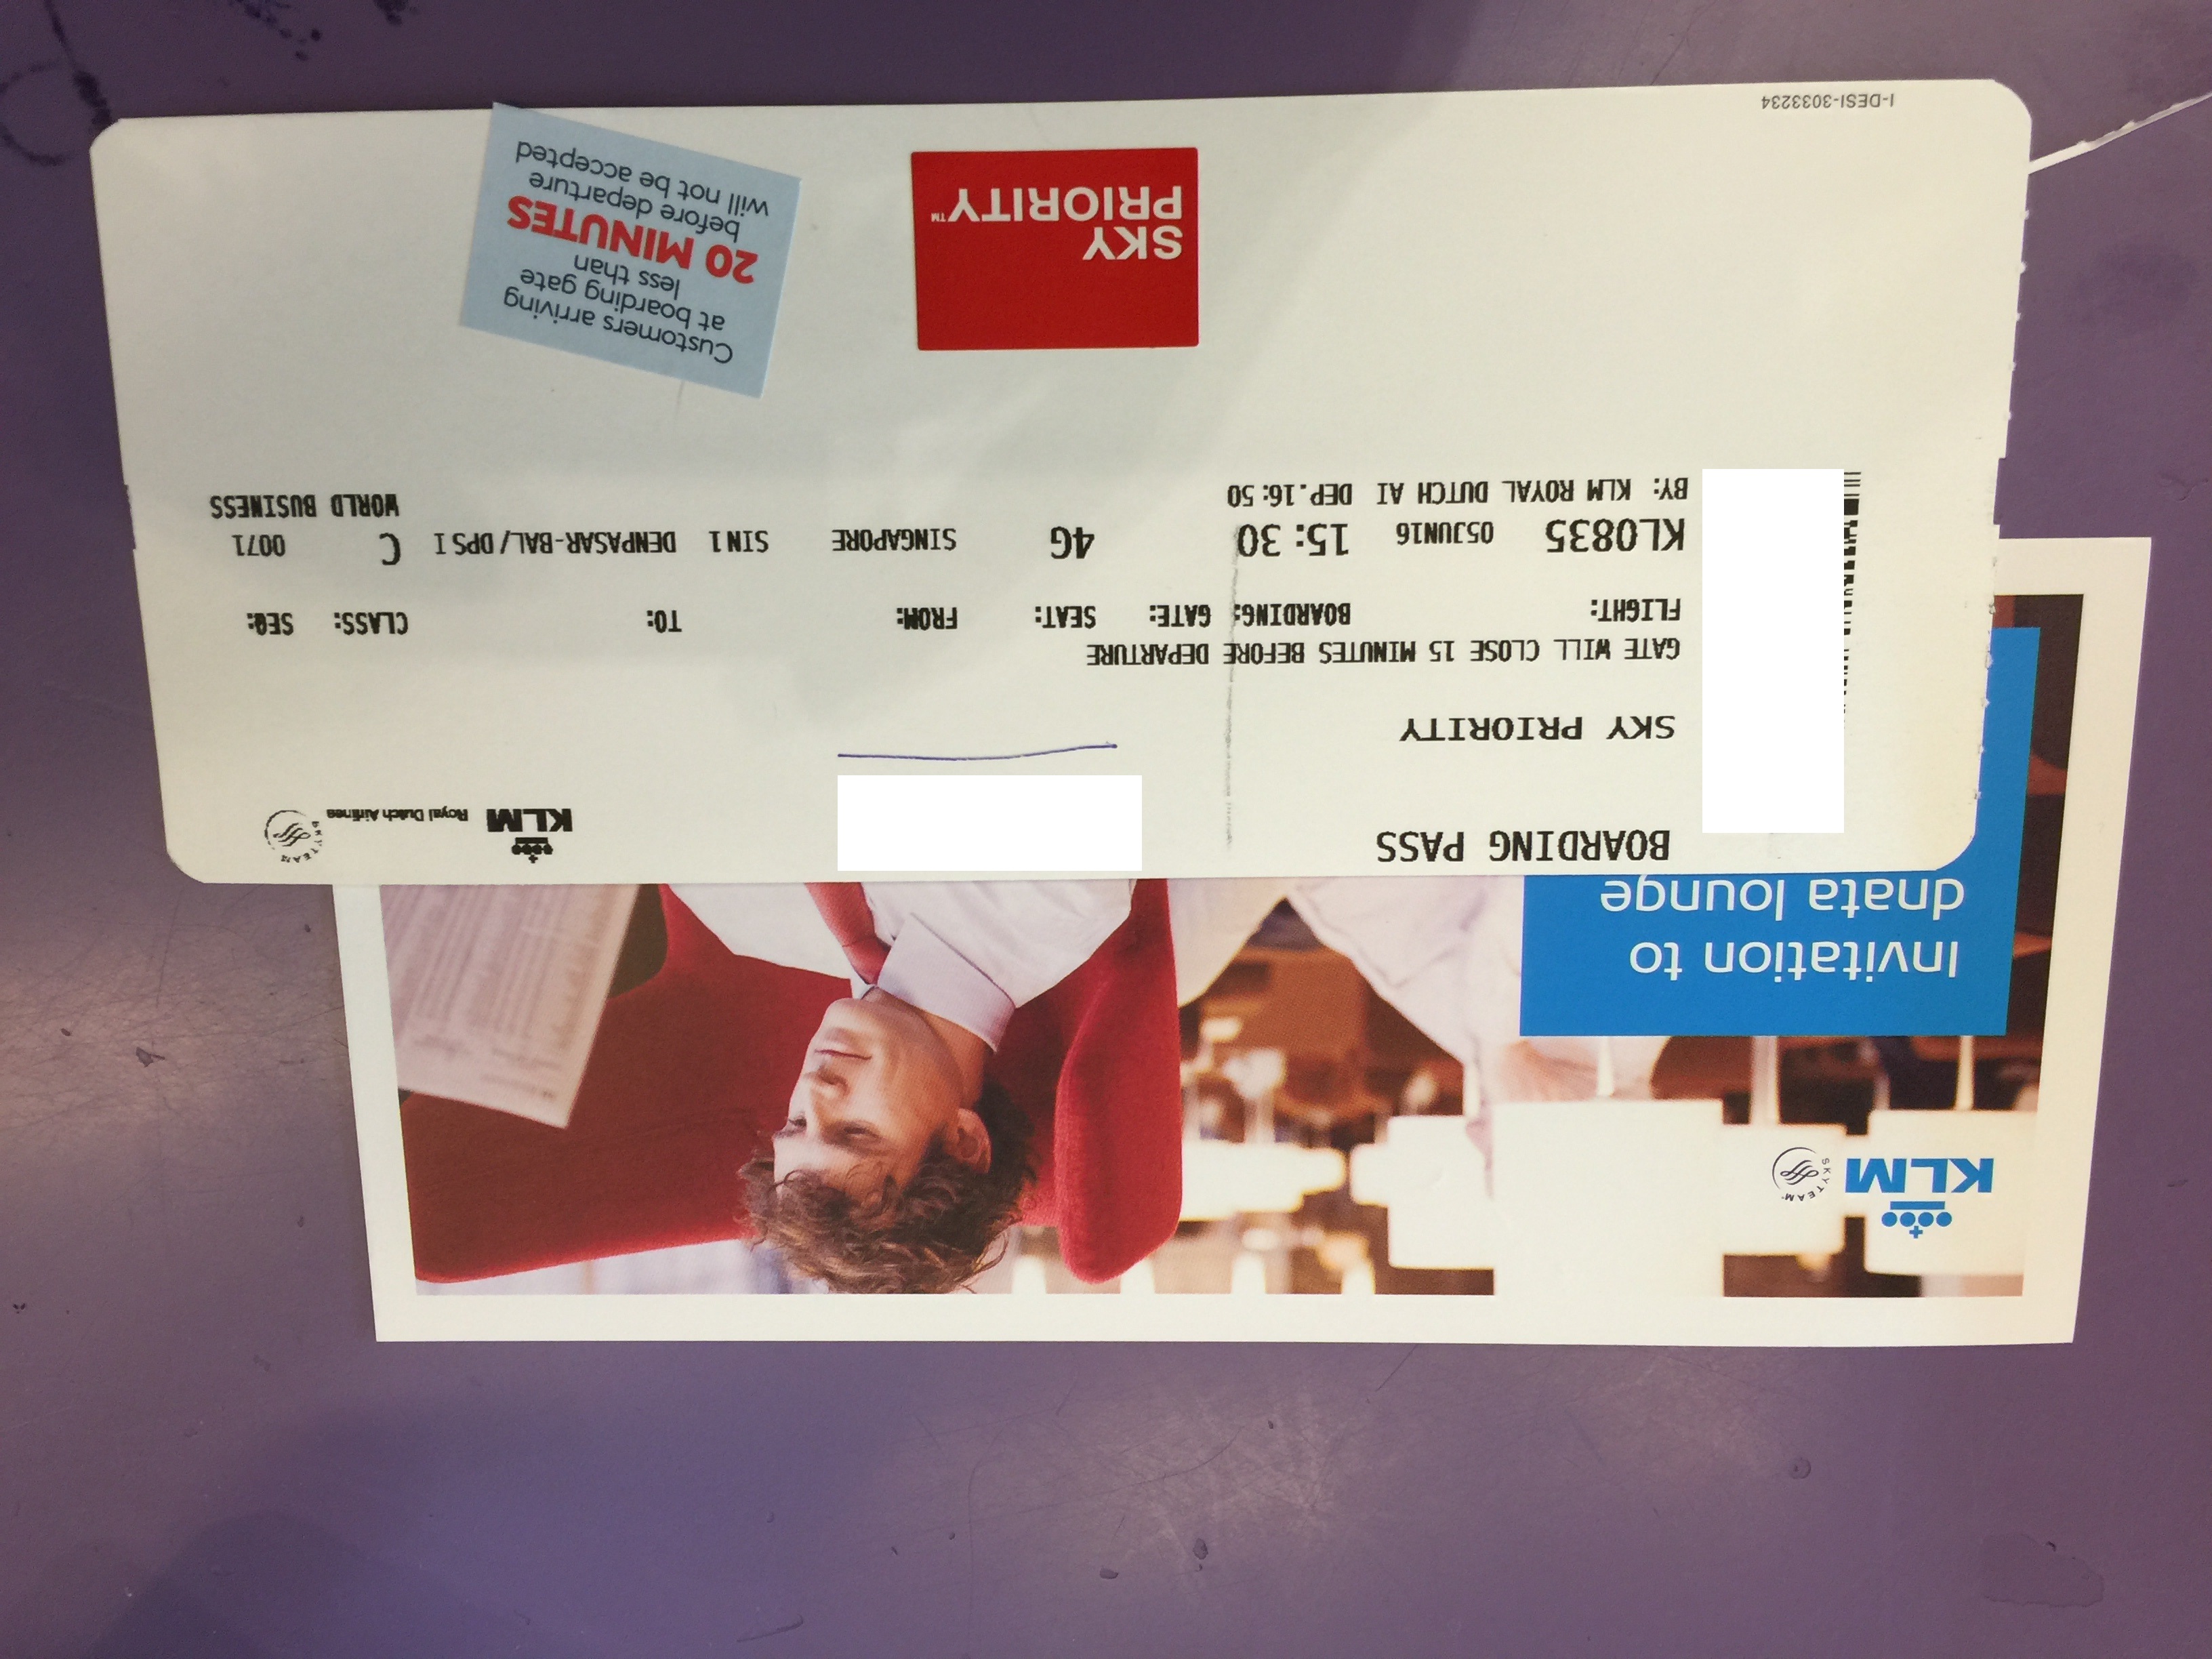 BOARDING PASS
KLM Royal Dutch Airlines
SKYTEAM
SKY PRIORITY
GATE WILL CLOSE 15 MINUTES BEFORE DEPARTURE
FLIGHT: BOARDING: GATE: SEAT: FROM: TO: CLASS: SEQ:
KL0835 05JUN16 15:30 4G SINGAPORE SIN1 DENPASAR-BAL/DPSI C 0071
BY: KLM ROYAL DUTCH AI DEP.16:50 WORLD BUSINESS
SKY
PRIORITY™
Customers arriving
at boarding gate
less than
20 MINUTES
before departure
will not be accepted
I-DESI-3033234
KLM
SKYTEAM
Invitation to
dnata lounge